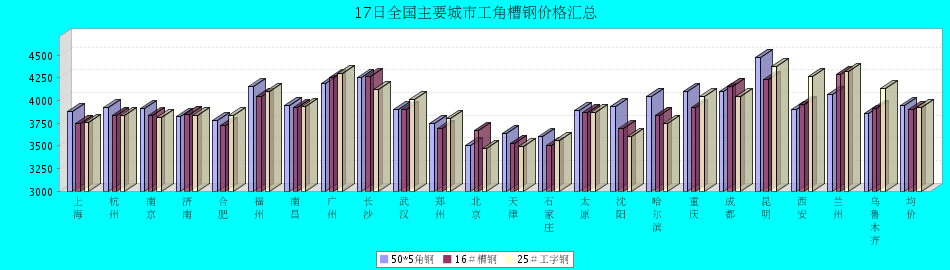 17日全国主要城市工角槽钢价格汇总
4500
4250
4000
3750
3500
3250
3000
上海
杭州
南京
济南
合肥
福州
南昌
广州
长沙
武汉
郑州
北京
天津
石家庄
太原
沈阳
哈尔滨
重庆
成都
昆明
西安
兰州
乌鲁木齐
均价
50*5角钢 16#槽钢 25#工字钢